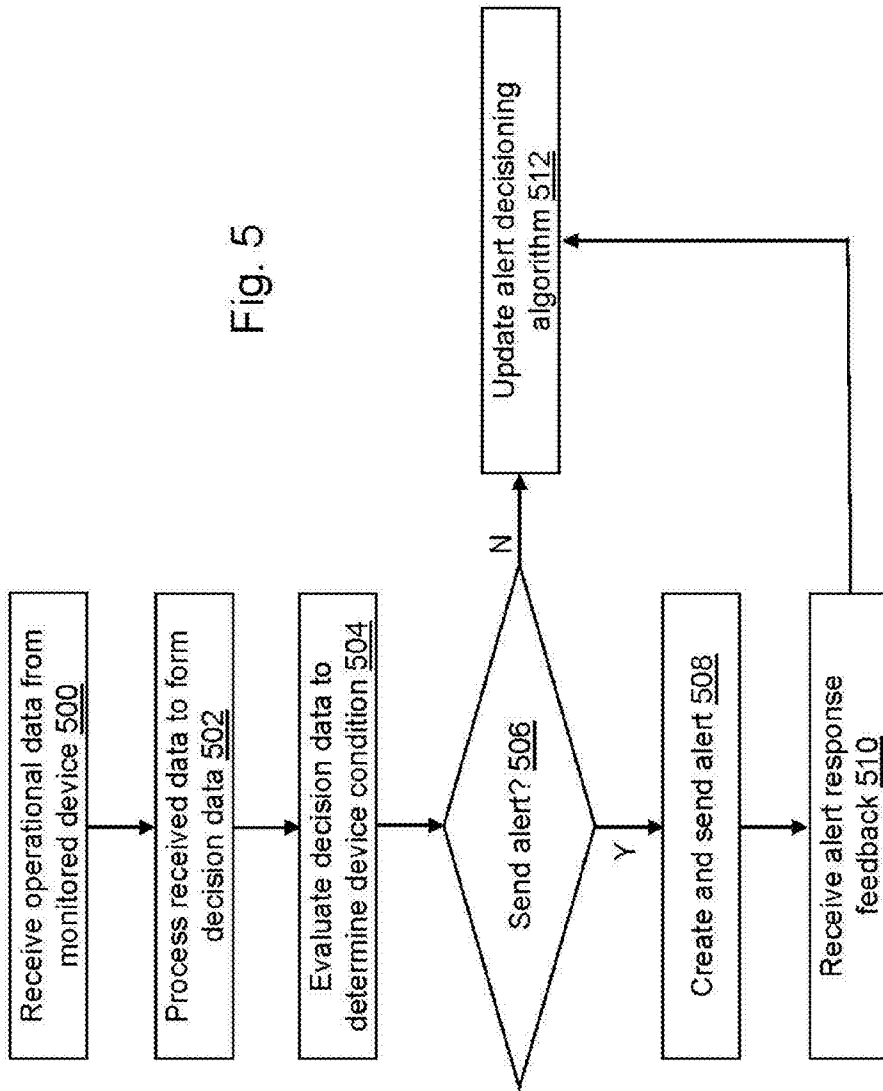 Receive operational data from
monitored device 500
Process received data to form
decision data 502
Evaluate decision data to
determine device condition 504
Send alert? 506
N
Y
Create and send alert 508
Receive alert response
feedback 510
Update alert decisioning
algorithm 512
Fig. 5